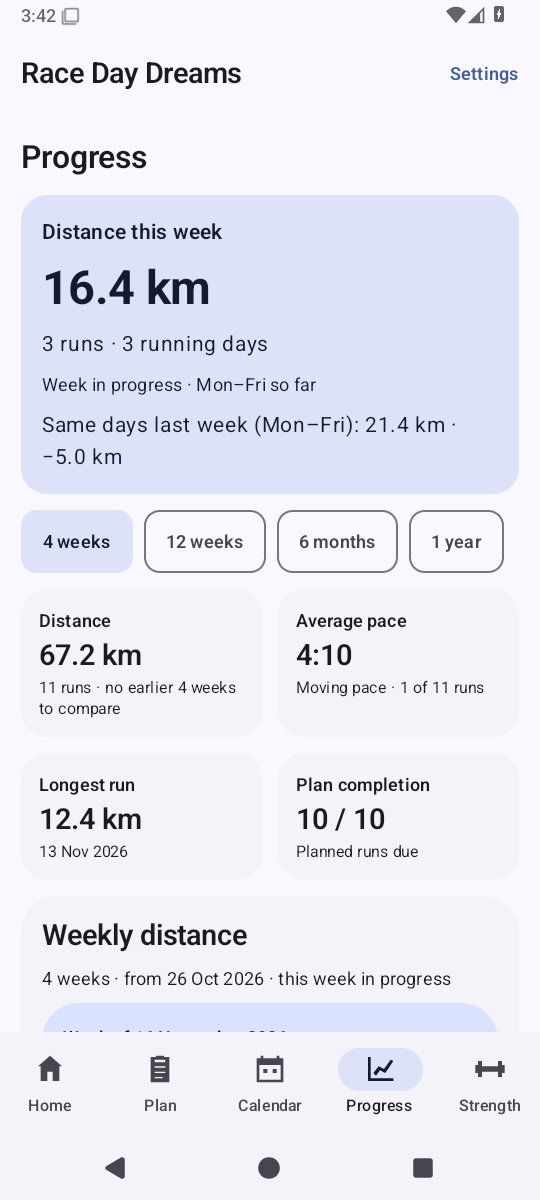 3:42
Race Day Dreams
Settings
Progress
Distance this week
16.4 km
3 runs · 3 running days
Week in progress · Mon–Fri so far
Same days last week (Mon–Fri): 21.4 km ·
−5.0 km
4 weeks
12 weeks
6 months
1 year
Distance
67.2 km
11 runs · no earlier 4 weeks
to compare
Average pace
4:10
Moving pace · 1 of 11 runs
Longest run
12.4 km
13 Nov 2026
Plan completion
10 / 10
Planned runs due
Weekly distance
4 weeks · from 26 Oct 2026 · this week in progress
Home
Plan
Calendar
Progress
Strength